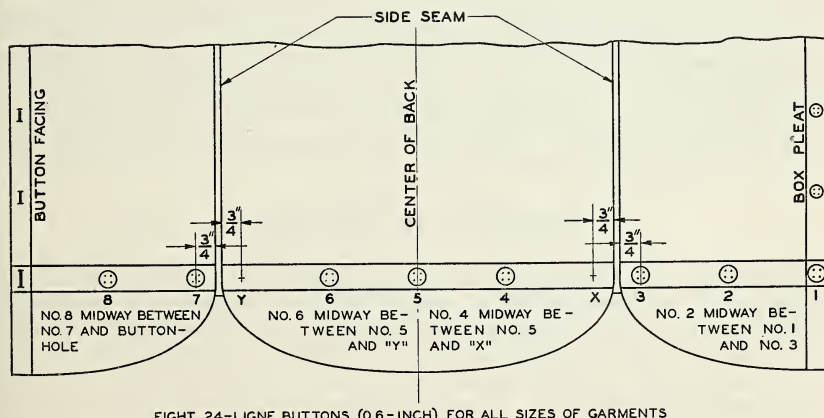 SIDE SEAM
BUTTON FACING
CENTER OF BACK
BOX PLEAT
3/4"
3/4"
3/4"
3/4"
8
7
Y
6
5
4
X
3
2
1
NO. 8 MIDWAY BETWEEN
NO. 7 AND BUTTON-
HOLE
NO. 6 MIDWAY BE-
TWEEN NO. 5
AND "Y"
NO. 4 MIDWAY BE-
TWEEN NO. 5
AND "X"
NO. 2 MIDWAY BE-
TWEEN NO. 1
AND NO. 3
EIGHT 24-LIGNE BUTTONS (0.6-INCH) FOR ALL SIZES OF GARMENTS